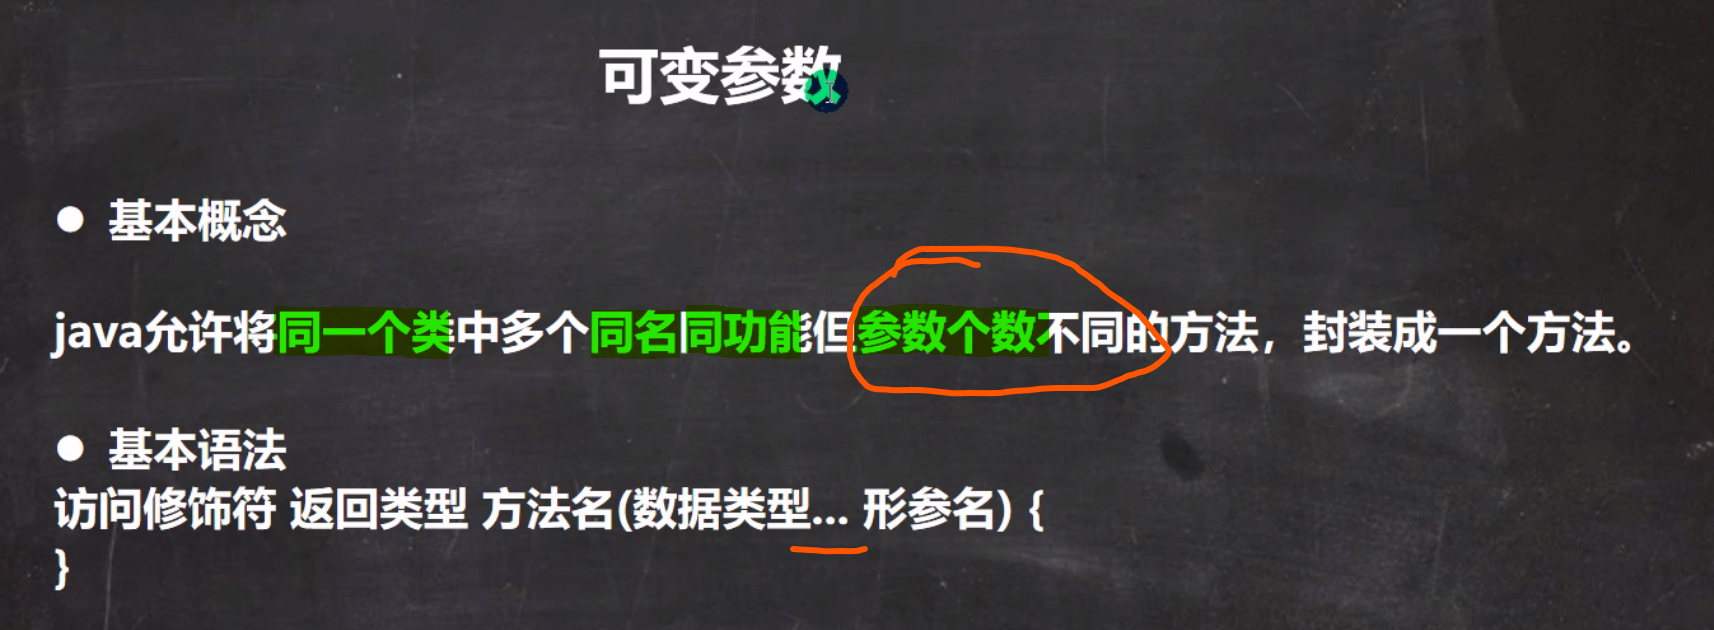 可变参数
● 基本概念
java允许将同一个类中多个同名同功能但参数个数不同的方法，封装成一个方法。
● 基本语法
访问修饰符 返回类型 方法名(数据类型... 形参名) {
}